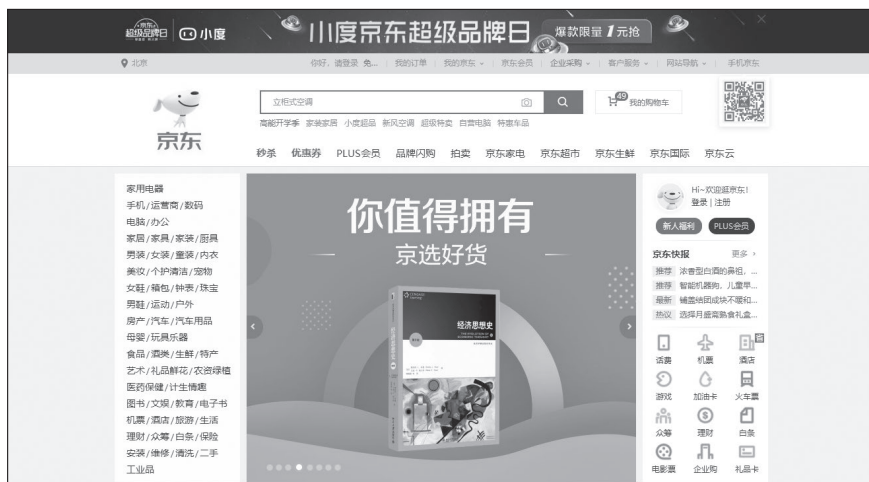 京东
超级品牌日 小度
小度京东超级品牌日
爆款限量1元抢
北京
你好，请登录 免... 我的订单 我的京东 京东会员 企业采购 客户服务 网站导航 手机京东
京东
立柜式空调
49 我的购物车
高能开学季 家装家居 小度超品 新风空调 超级特卖 自营电脑 特惠车品
秒杀 优惠券 PLUS会员 品牌闪购 拍卖 京东家电 京东超市 京东生鲜 京东国际 京东云
家用电器
手机/运营商/数码
电脑/办公
家居/家具/家装/厨具
男装/女装/童装/内衣
美妆/个护清洁/宠物
女鞋/箱包/钟表/珠宝
男鞋/运动/户外
房产/汽车/汽车用品
母婴/玩具乐器
食品/酒类/生鲜/特产
艺术/礼品鲜花/农资绿植
医药保健/计生情趣
图书/文娱/教育/电子书
机票/酒店/旅游/生活
理财/众筹/白条/保险
安装/维修/清洗/二手
工业品
你值得拥有
京选好货
经济思想史
Hi~欢迎逛京东！
登录 | 注册
新人福利 PLUS会员
京东快报 更多
推荐 浓香型白酒的鼻祖，...
推荐 智能机器狗，儿童早...
最新 铺盖结团成块不暖和...
热议 选择月盛斋熟食礼盒...
话费 机票 酒店
游戏 加油卡 火车票
众筹 理财 白条
电影票 企业购 礼品卡